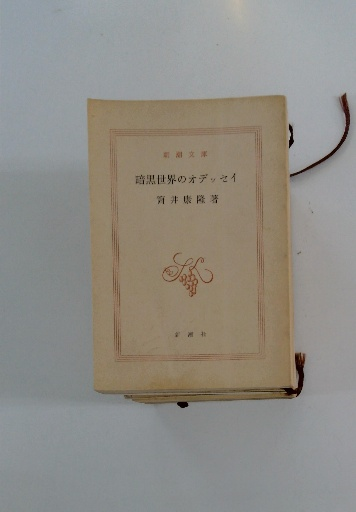 新潮文庫
暗黒世界のオデッセイ
筒井康隆著
新潮社